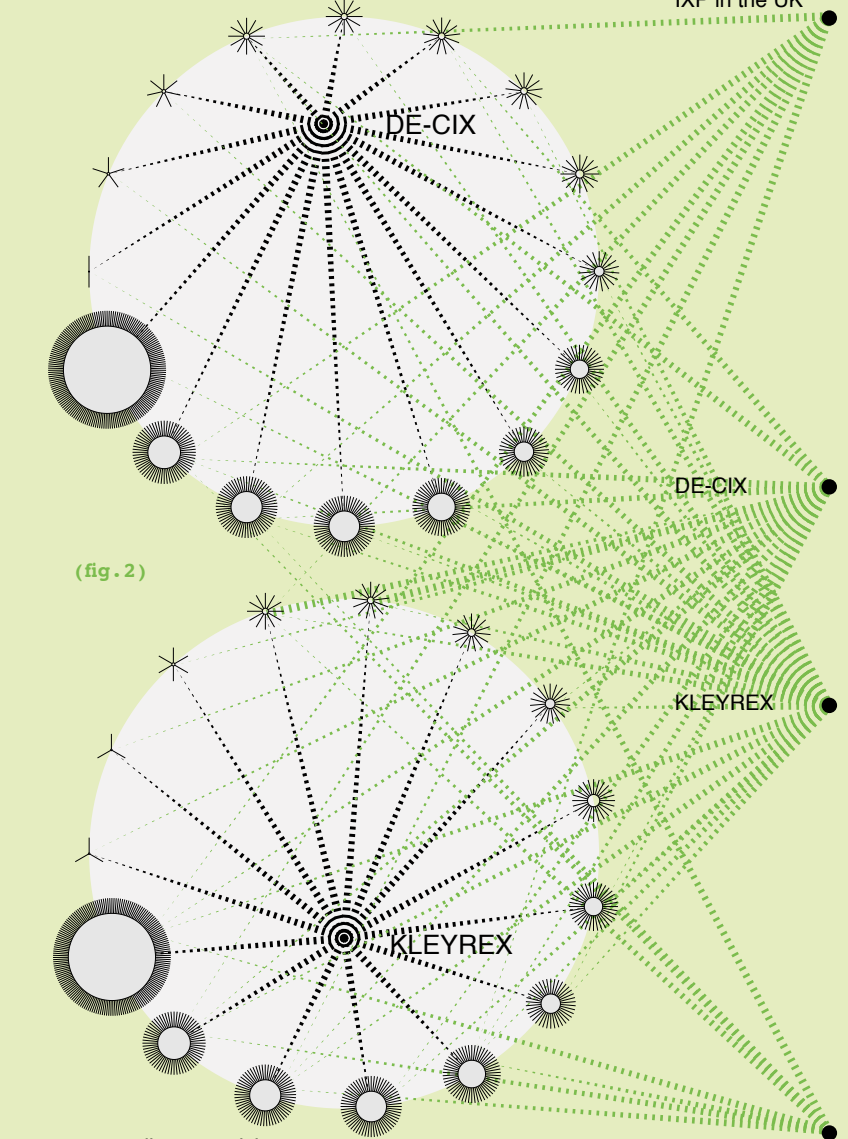 IXP in the UK
DE-CIX
DE-CIX
(fig.2)
KLEYREX
KLEYREX